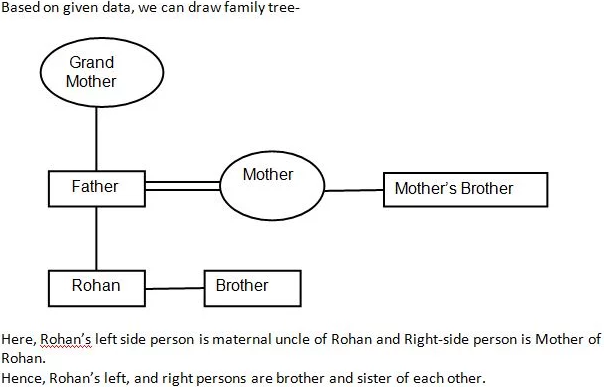 Based on given data, we can draw family tree-
Grand
Mother
Father
Mother
Mother's Brother
Rohan
Brother
Here, Rohan's left side person is maternal uncle of Rohan and Right-side person is Mother of
Rohan.
Hence, Rohan's left, and right persons are brother and sister of each other.